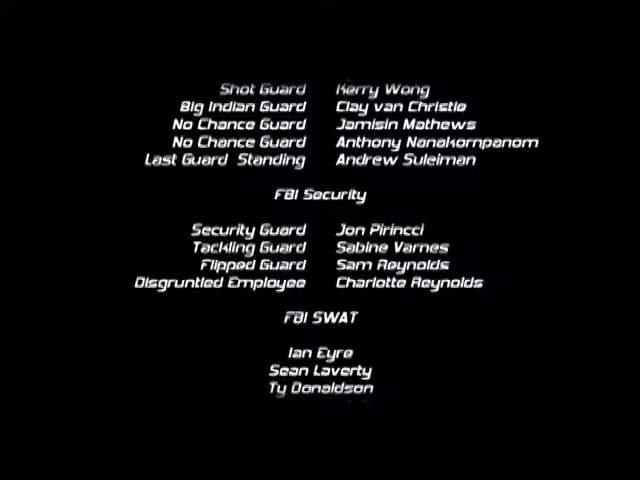 Shot Guard Kerry Wong
Big Indian Guard Clay van Christie
No Chance Guard Jamisin Mathews
No Chance Guard Anthony Nanakornpanom
Last Guard Standing Andrew Suleiman
FBI Security
Security Guard Jon Pirincci
Tackling Guard Sabine Varnes
Flipped Guard Sam Reynolds
Disgruntled Employee Charlotte Reynolds
FBI SWAT
Ian Eyre
Sean Laverty
Ty Donaldson